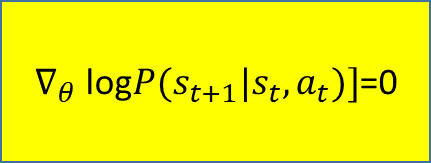 ∇θ logP(st+1|st, at)]=0